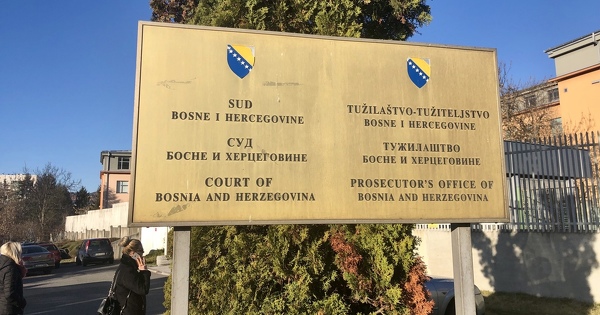 SUD
BOSNE I HERCEGOVINE
СУД
БОСНЕ И ХЕРЦЕГОВИНЕ
COURT OF
BOSNIA AND HERZEGOVINA
TUŽILAŠTVO-TUŽITELJSTVO
BOSNE I HERCEGOVINE
ТУЖИЛАШТВО
БОСНЕ И ХЕРЦЕГОВИНЕ
PROSECUTOR'S OFFICE OF
BOSNIA AND HERZEGOVINA